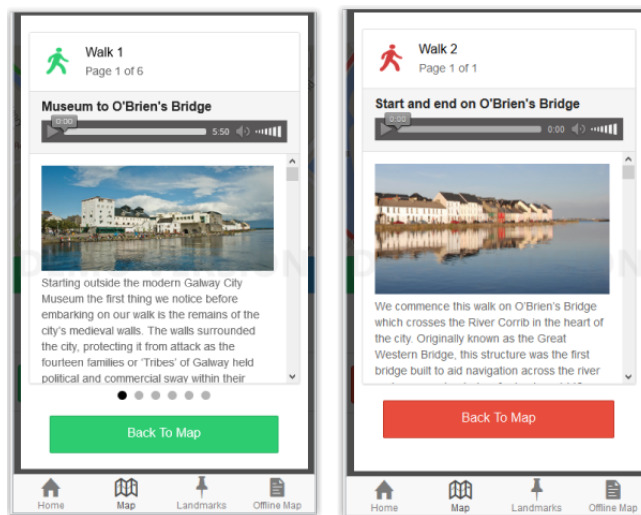 Walk 1
Page 1 of 6
Museum to O'Brien's Bridge
0:00
5:50
Starting outside the modern Galway City
Museum the first thing we notice before
embarking on our walk is the remains of the
city's medieval walls. The walls surrounded
the city, protecting it from attack as the
fourteen families or 'Tribes' of Galway held
political and commercial sway within their
Back To Map
Home
Map
Landmarks
Offline Map
Walk 2
Page 1 of 1
Start and end on O'Brien's Bridge
0:00
0:00
We commence this walk on O'Brien's Bridge
which crosses the River Corrib in the heart of
the city. Originally known as the Great
Western Bridge, this structure was the first
bridge built to aid navigation across the river
Back To Map
Home
Map
Landmarks
Offline Map